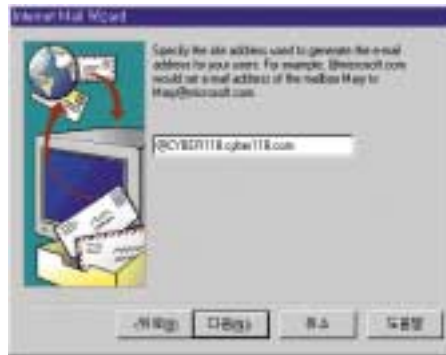 Internet Mail Wizard
Specify the site address used to generate the e-mail
address for your users. For example, @microsoft.com
would set e-mail address of the mailbox Mary to
Mary@microsoft.com.
@CYBER118.cyber118.com
다음(N)
취소
도움말